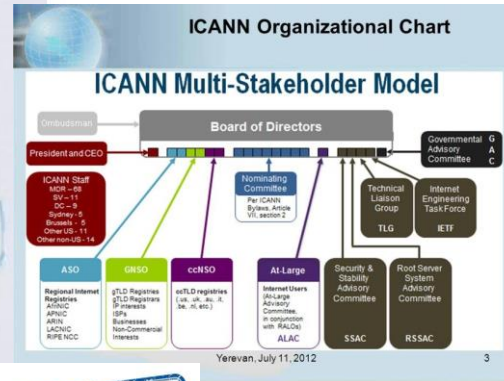 ICANN Organizational Chart
ICANN Multi-Stakeholder Model
Ombudsman
Board of Directors
President and CEO
Governmental
Advisory
Committee
G
A
C
ICANN Staff
MDR – 68
SV – 11
DC – 9
Sydney - 5
Brussels - 5
Other US - 11
Other non-US - 14
Nominating
Committee
Per ICANN
Bylaws, Article
VII, section 2
Technical
Liaison
Group
TLG
Internet
Engineering
Task Force
IETF
ASO
Regional Internet
Registries
AfriNIC
APNIC
ARIN
LACNIC
RIPE NCC
GNSO
gTLD Registries
gTLD Registrars
IP interests
ISPs
Businesses
Non-Commercial
Interests
ccNSO
ccTLD registries
(.us, .uk, .au, .it,
.be, .nl, etc.)
At-Large
Internet Users
(At-Large
Advisory
Committee,
in conjunction
with RALOs)
ALAC
Security &
Stability
Advisory
Committee
SSAC
Root Server
System
Advisory
Committee
RSSAC
Yerevan, July 11, 2012
3